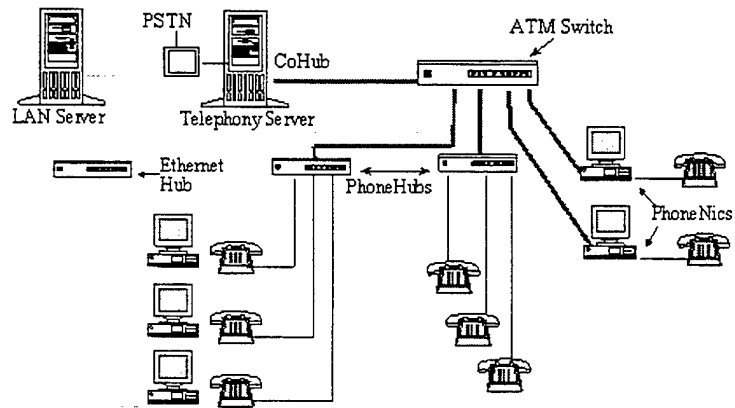 PSTN
ATM Switch
CoHub
LAN Server
Telephony Server
Ethernet
Hub
PhoneHubs
PhoneNics